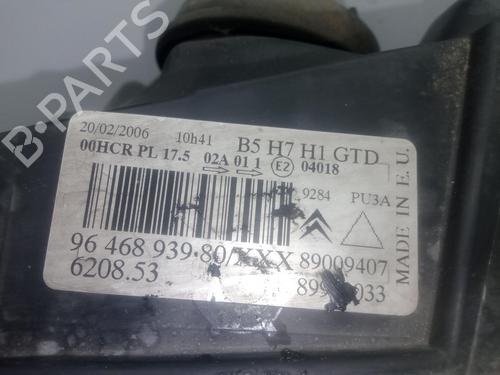 20/02/2006 10h41 B5 H7 H1 GTD
00HCR PL 17.5 02A 01 1 E2 04018
9284 PU3A
96 468 939 80/XXX 89009407
6208.53
MADE IN E.U.
B-PARTS